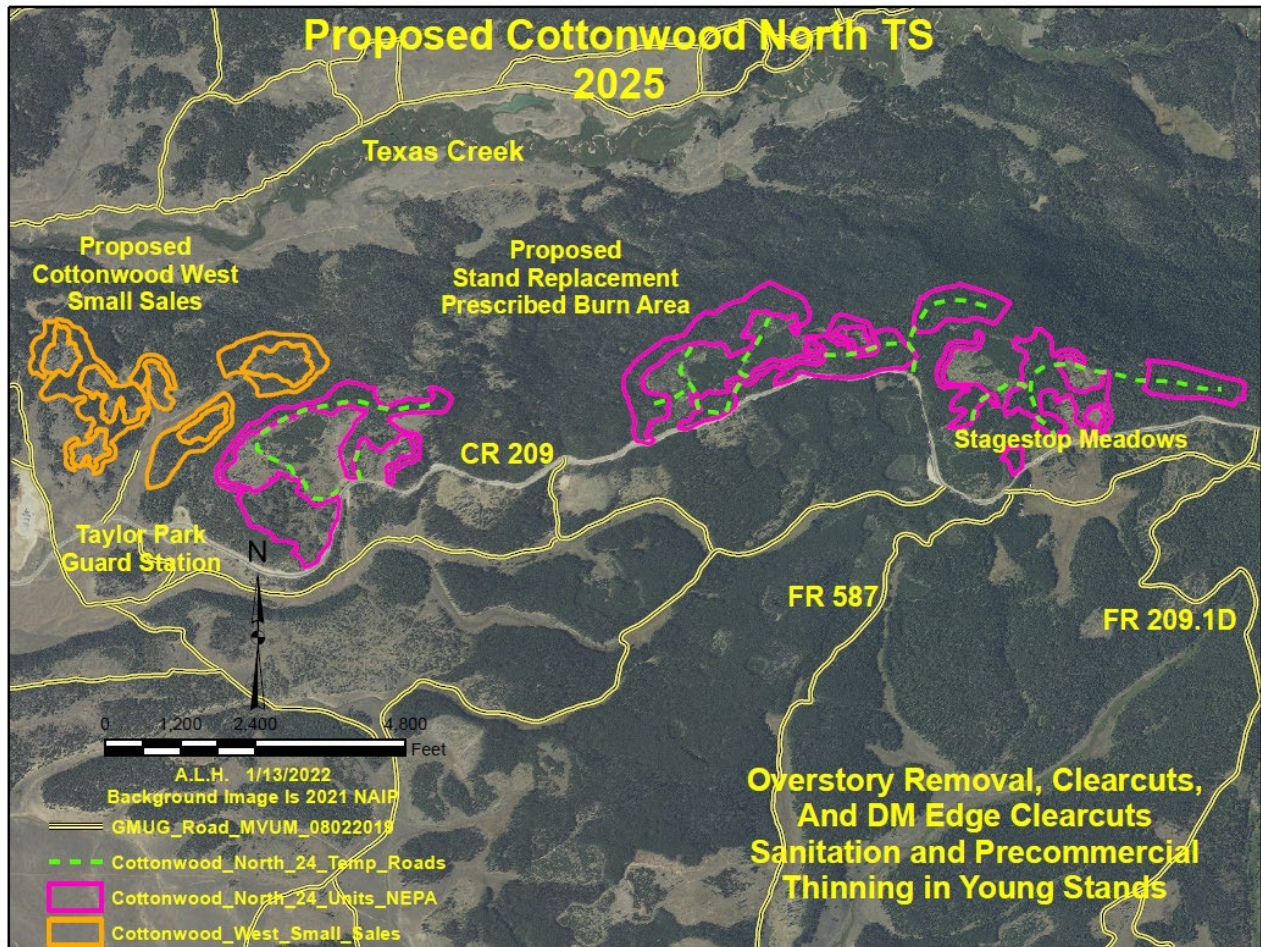 Proposed Cottonwood North TS
2025
Texas Creek
Proposed
Cottonwood West
Small Sales
Proposed
Stand Replacement
Prescribed Burn Area
CR 209
Stagestop Meadows
Taylor Park
Guard Station
N
FR 587
FR 209.1D
0 1,200 2,400 4,800
Feet
A.L.H. 1/13/2022
Background Image Is 2021 NAIP
GMUG_Road_MVUM_08022019
Cottonwood_North_24_Temp_Roads
Cottonwood_North_24_Units_NEPA
Cottonwood_West_Small_Sales
Overstory Removal, Clearcuts,
And DM Edge Clearcuts
Sanitation and Precommercial
Thinning in Young Stands